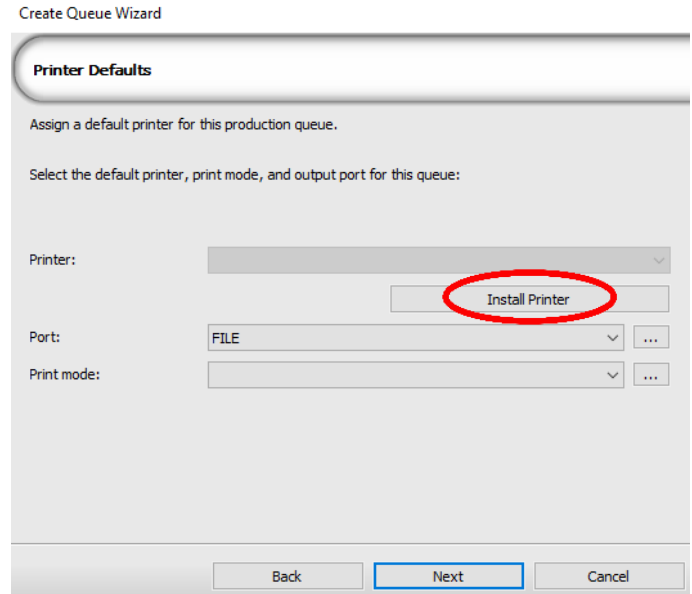 Create Queue Wizard
Printer Defaults
Assign a default printer for this production queue.
Select the default printer, print mode, and output port for this queue:
Printer:
Install Printer
Port:
FILE
...
Print mode:
...
Back
Next
Cancel